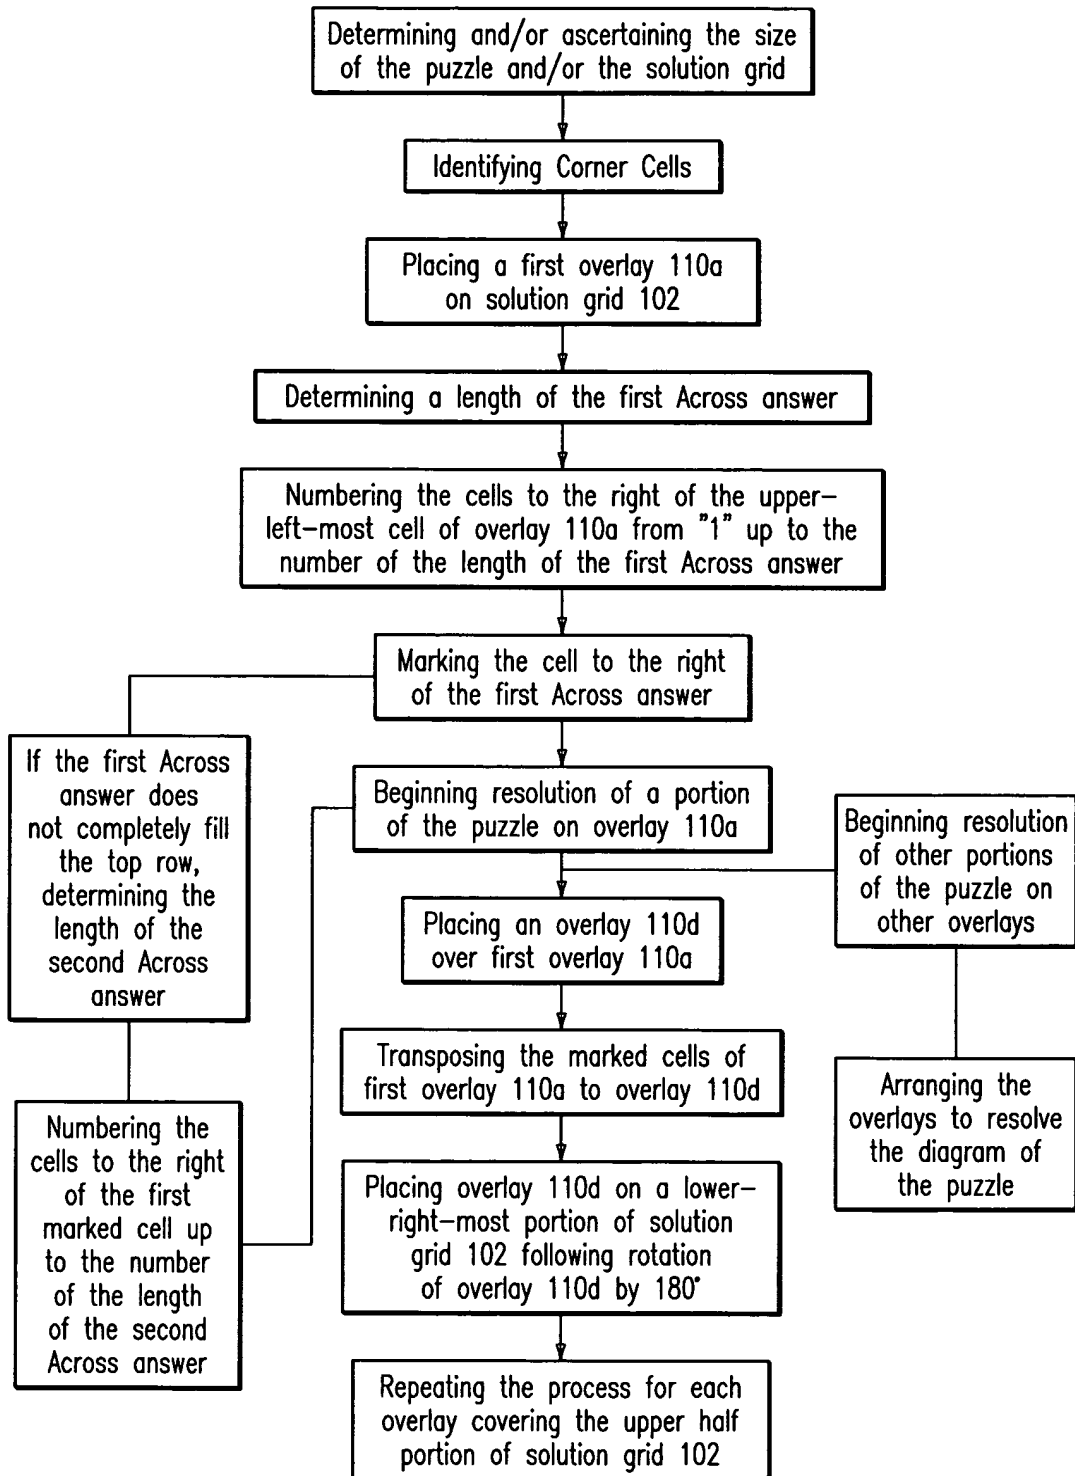 Determining and/or ascertaining the size
of the puzzle and/or the solution grid
Identifying Corner Cells
Placing a first overlay 110a
on solution grid 102
Determining a length of the first Across answer
Numbering the cells to the right of the upper-
left-most cell of overlay 110a from "1" up to the
number of the length of the first Across answer
Marking the cell to the right
of the first Across answer
If the first Across
answer does
not completely fill
the top row,
determining the
length of the
second Across
answer
Numbering the
cells to the right
of the first
marked cell up
to the number
of the length
of the second
Across answer
Beginning resolution of a portion
of the puzzle on overlay 110a
Beginning resolution
of other portions
of the puzzle on
other overlays
Arranging the
overlays to resolve
the diagram of
the puzzle
Placing an overlay 110d
over first overlay 110a
Transposing the marked cells of
first overlay 110a to overlay 110d
Placing overlay 110d on a lower-
right-most portion of solution
grid 102 following rotation
of overlay 110d by 180°
Repeating the process for each
overlay covering the upper half
portion of solution grid 102